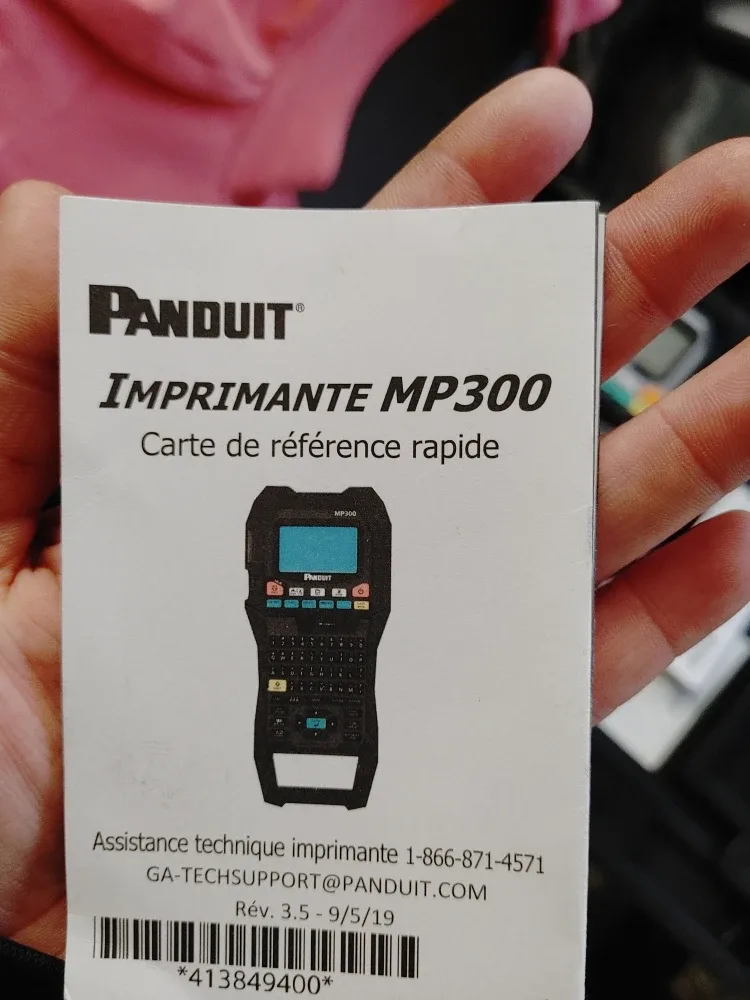 PANDUIT®
IMPRIMANTE MP300
Carte de référence rapide
MP300
PANDUIT
Assistance technique imprimante 1-866-871-4571
GA-TECHSUPPORT@PANDUIT.COM
Rév. 3.5 - 9/5/19
*413849400*